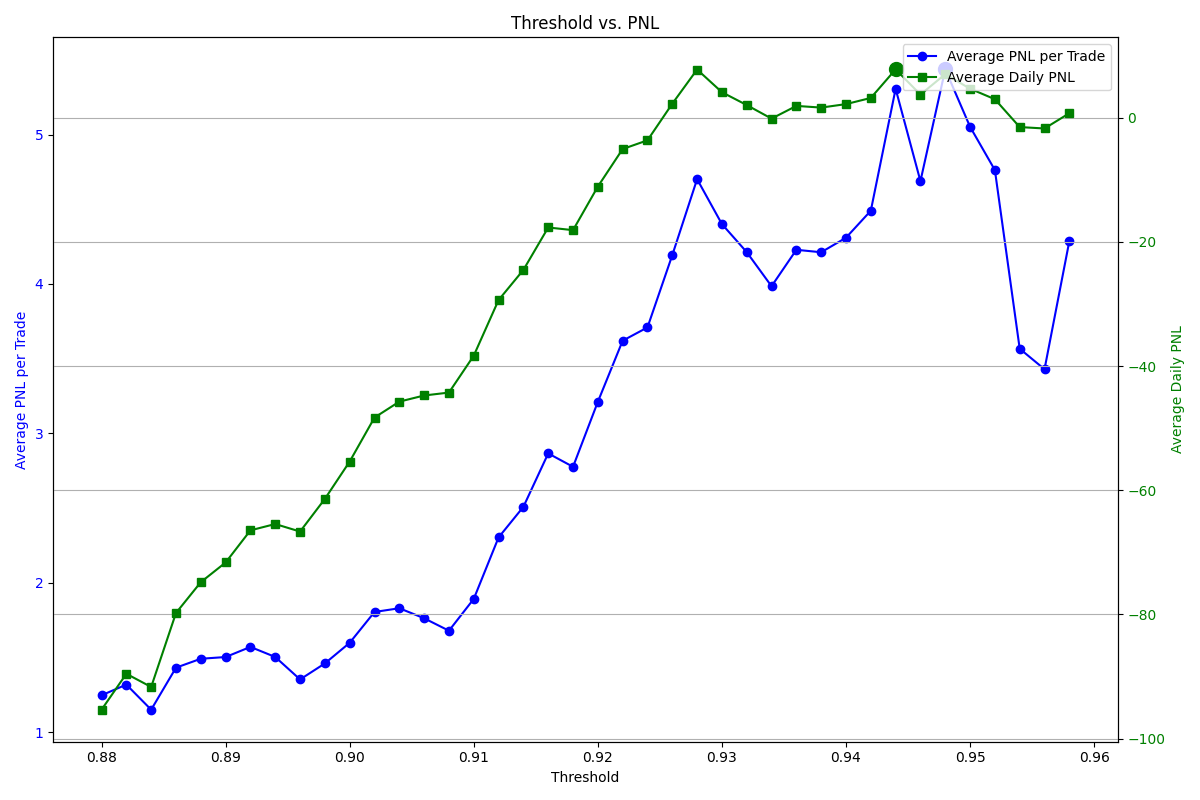 Threshold vs. PNL
Average PNL per Trade
Average Daily PNL
5
4
3
2
1
Average PNL per Trade
0
−20
−40
−60
−80
−100
Average Daily PNL
0.88 0.89 0.90 0.91 0.92 0.93 0.94 0.95 0.96
Threshold